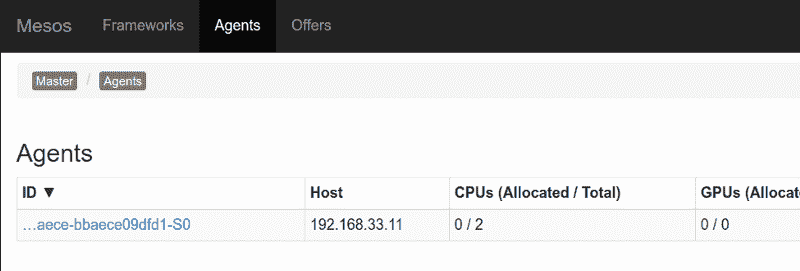 Mesos Frameworks Agents Offers
Master / Agents
Agents
ID ▼ Host CPUs (Allocated / Total) GPUs (Allocat
…aece-bbaece09dfd1-S0 192.168.33.11 0 / 2 0 / 0